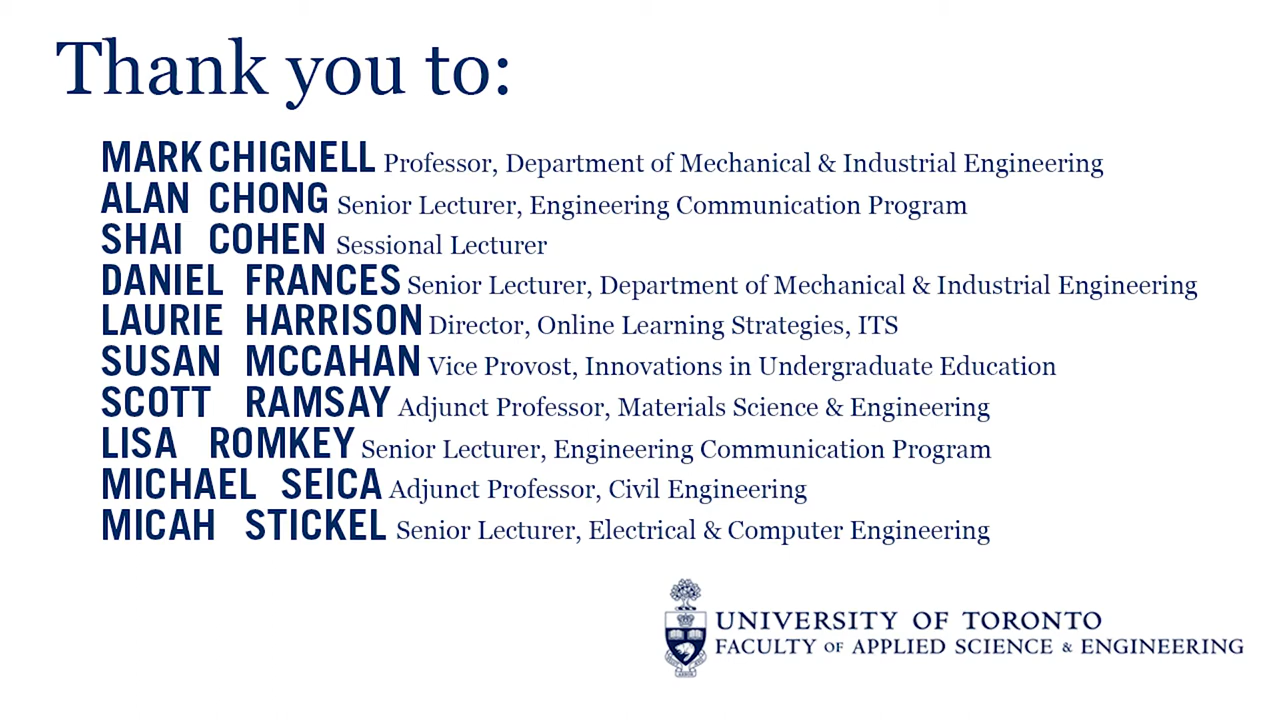 Thank you to:
MARK CHIGNELL Professor, Department of Mechanical & Industrial Engineering
ALAN CHONG Senior Lecturer, Engineering Communication Program
SHAI COHEN Sessional Lecturer
DANIEL FRANCES Senior Lecturer, Department of Mechanical & Industrial Engineering
LAURIE HARRISON Director, Online Learning Strategies, ITS
SUSAN MCCAHAN Vice Provost, Innovations in Undergraduate Education
SCOTT RAMSAY Adjunct Professor, Materials Science & Engineering
LISA ROMKEY Senior Lecturer, Engineering Communication Program
MICHAEL SEICA Adjunct Professor, Civil Engineering
MICAH STICKEL Senior Lecturer, Electrical & Computer Engineering
UNIVERSITY OF TORONTO
FACULTY OF APPLIED SCIENCE & ENGINEERING